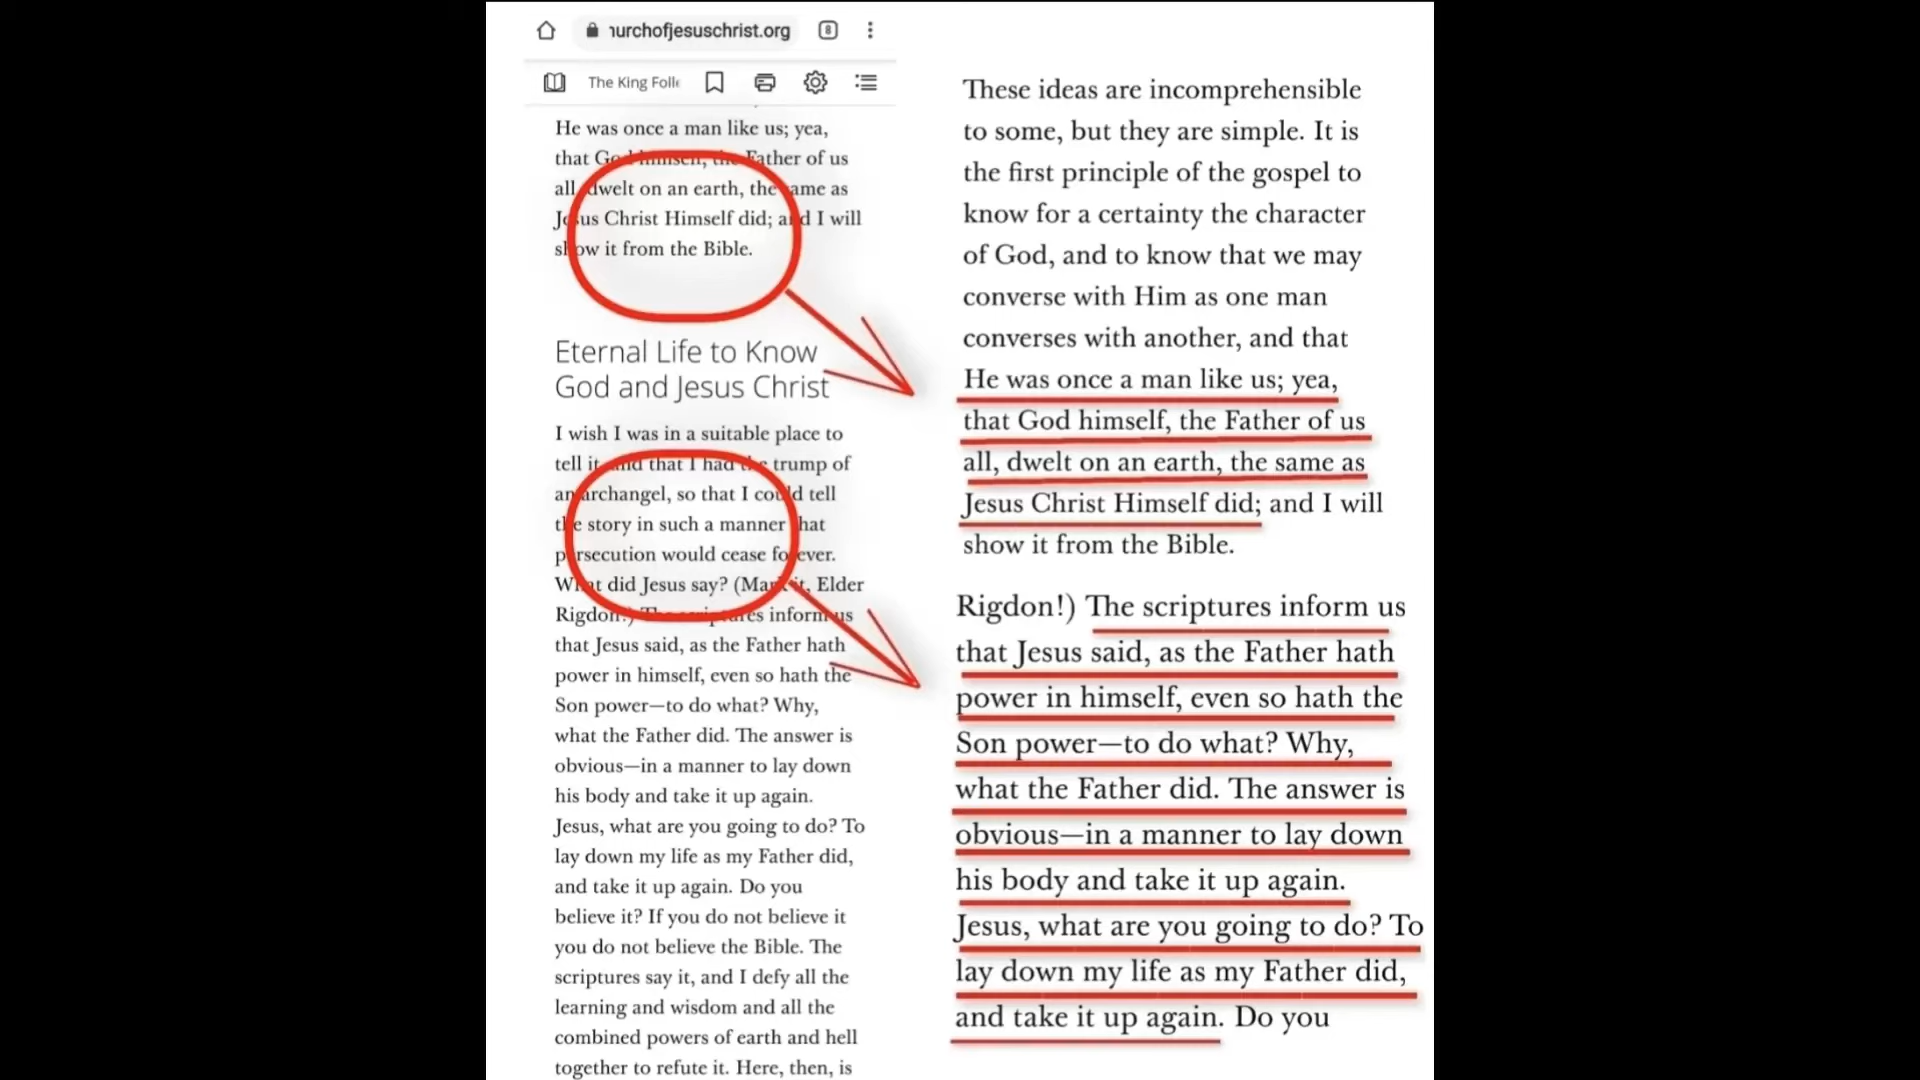 urchofjesuschrist.org
8
The King Foll
He was once a man like us; yea,
that God himself, the Father of us
all, dwelt on an earth, the same as
Jesus Christ Himself did; and I will
show it from the Bible.
Eternal Life to Know
God and Jesus Christ
I wish I was in a suitable place to
tell it, and that I had the trump of
an archangel, so that I could tell
the story in such a manner that
persecution would cease forever.
What did Jesus say? (Mark it, Elder
Rigdon!) The scriptures inform us
that Jesus said, as the Father hath
power in himself, even so hath the
Son power—to do what? Why,
what the Father did. The answer is
obvious—in a manner to lay down
his body and take it up again.
Jesus, what are you going to do? To
lay down my life as my Father did,
and take it up again. Do you
believe it? If you do not believe it
you do not believe the Bible. The
scriptures say it, and I defy all the
learning and wisdom and all the
combined powers of earth and hell
together to refute it. Here, then, is
These ideas are incomprehensible
to some, but they are simple. It is
the first principle of the gospel to
know for a certainty the character
of God, and to know that we may
converse with Him as one man
converses with another, and that
He was once a man like us; yea,
that God himself, the Father of us
all, dwelt on an earth, the same as
Jesus Christ Himself did; and I will
show it from the Bible.
Rigdon!) The scriptures inform us
that Jesus said, as the Father hath
power in himself, even so hath the
Son power—to do what? Why,
what the Father did. The answer is
obvious—in a manner to lay down
his body and take it up again.
Jesus, what are you going to do? To
lay down my life as my Father did,
and take it up again. Do you